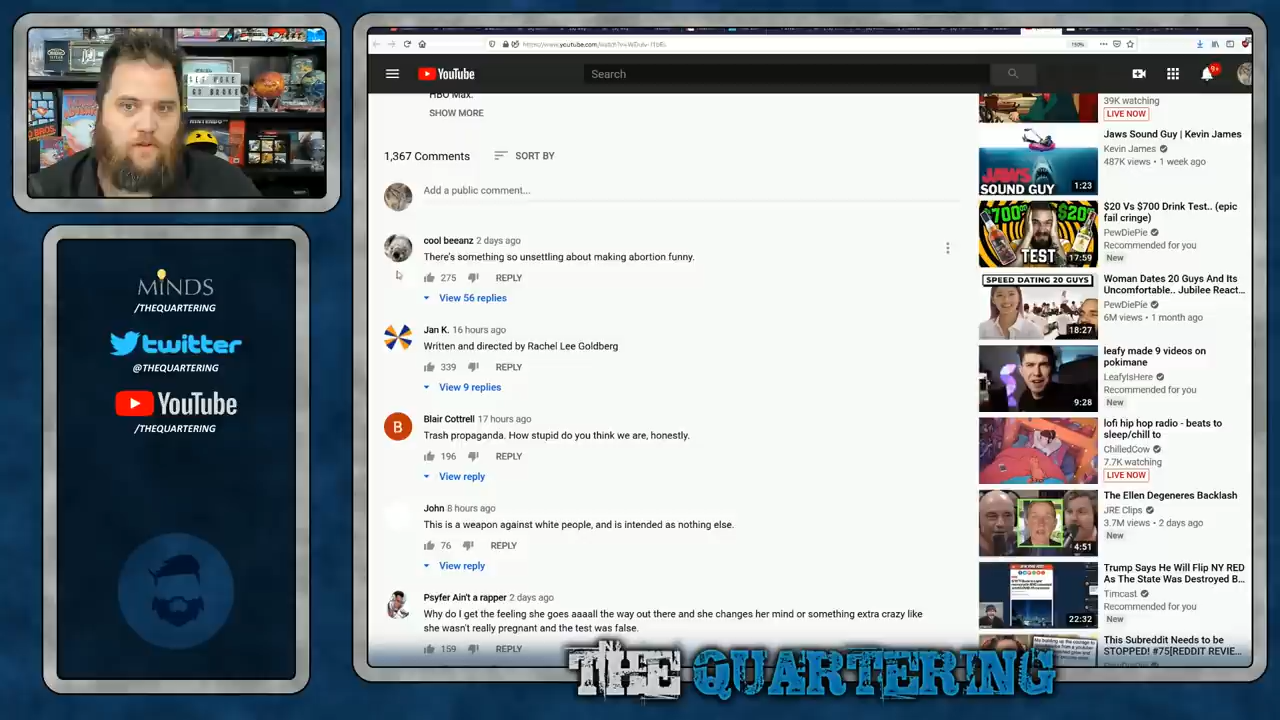 MINDS
/THEQUARTERING
twitter
@THEQUARTERING
YouTube
/THEQUARTERING
YouTube
Search
9+
150%
HBO Max.
SHOW MORE
1,367 Comments
SORT BY
Add a public comment...
cool beeanz 2 days ago
There's something so unsettling about making abortion funny.
275 REPLY
View 56 replies
Jan K. 16 hours ago
Written and directed by Rachel Lee Goldberg
339 REPLY
View 9 replies
B
Blair Cottrell 17 hours ago
Trash propaganda. How stupid do you think we are, honestly.
196 REPLY
View reply
John 8 hours ago
This is a weapon against white people, and is intended as nothing else.
76 REPLY
View reply
Psyfer Ain't a rapper 2 days ago
Why do I get the feeling she goes aaaall the way out there and she changes her mind or something extra crazy like
she wasn't really pregnant and the test was false.
159 REPLY
39K watching
LIVE NOW
Jaws Sound Guy | Kevin James
Kevin James
487K views • 1 week ago
JAWS
SOUND GUY
1:23
$20 Vs $700 Drink Test.. (epic
fail cringe)
PewDiePie
Recommended for you
New
700
$20
TEST
17:59
Woman Dates 20 Guys And Its
Uncomfortable.. Jubilee React...
PewDiePie
6M views • 1 month ago
SPEED DATING 20 GUYS
18:27
leafy made 9 videos on
pokimane
LeafyIsHere
Recommended for you
New
9:28
lofi hip hop radio - beats to
sleep/chill to
ChilledCow
7.7K watching
LIVE NOW
The Ellen Degeneres Backlash
JRE Clips
3.7M views • 2 days ago
New
4:51
Trump Says He Will Flip NY RED
As The State Was Destroyed B...
Timcast
Recommended for you
New
22:32
This Subreddit Needs to be
STOPPED! #75[REDDIT REVIE...
THE QUARTERING